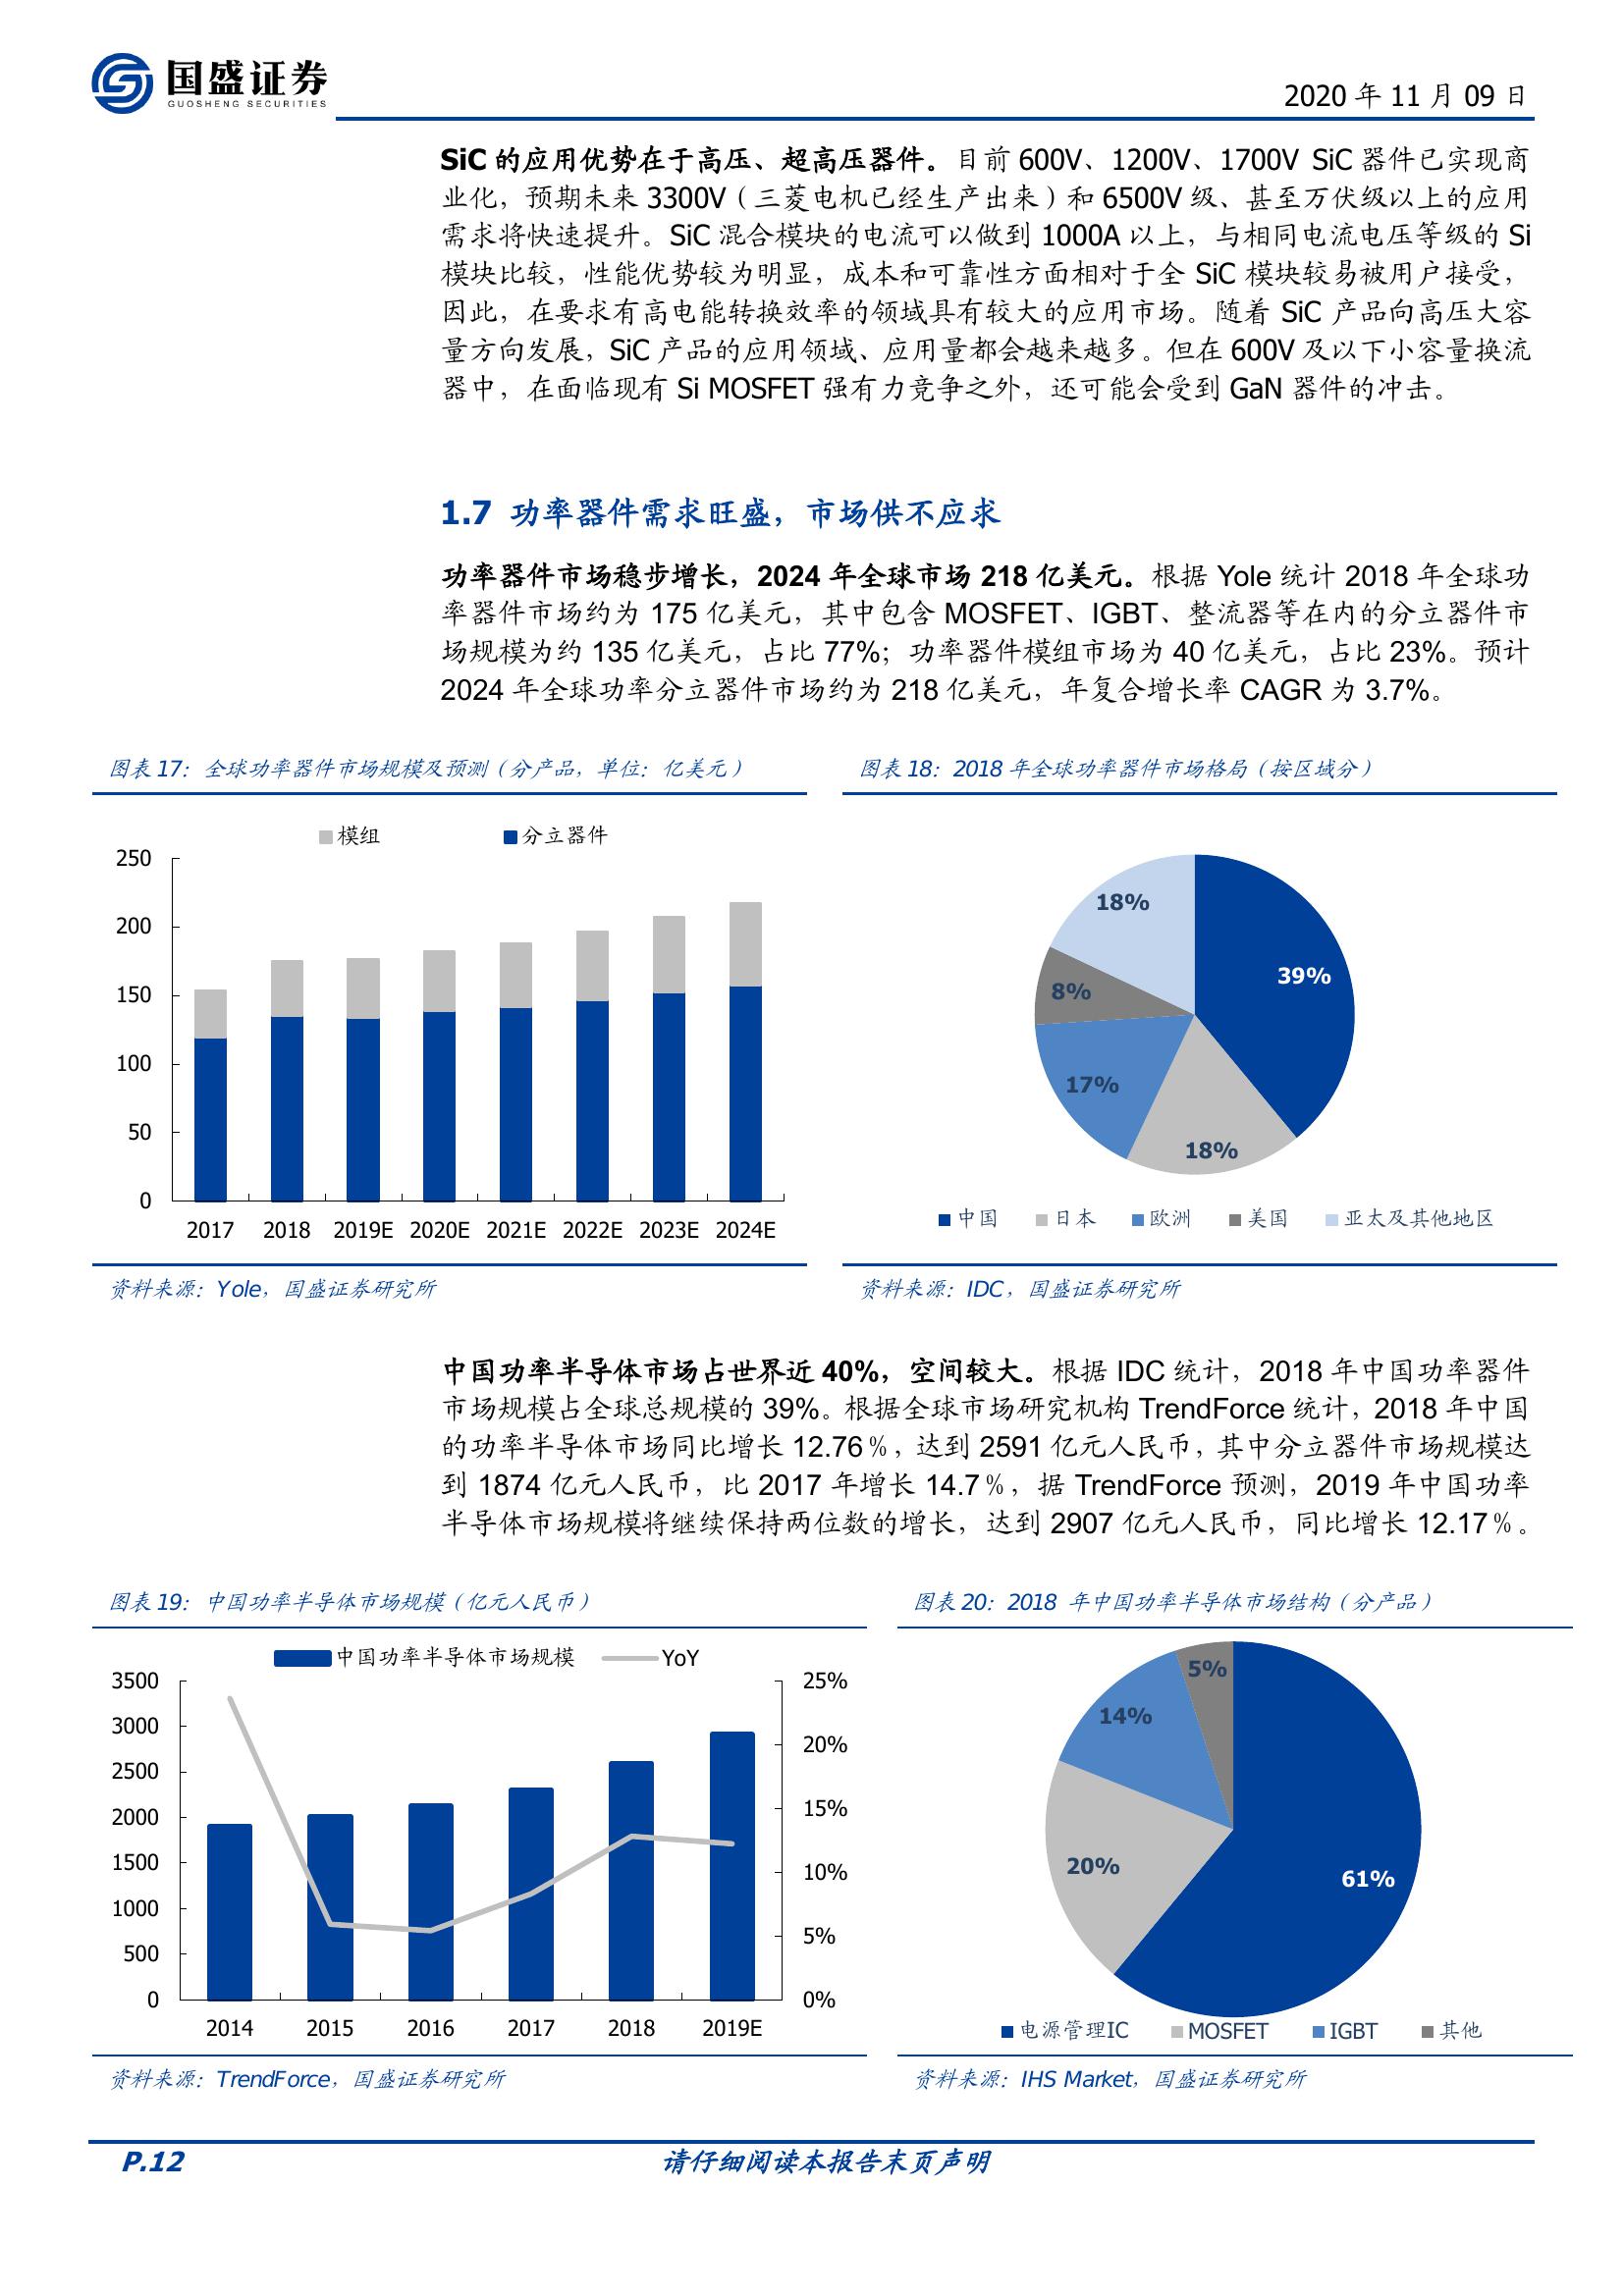 国盛证券
GUOSHENG SECURITIES
2020 年 11 月 09 日
SiC 的应用优势在于高压、超高压器件。目前 600V、1200V、1700V SiC 器件已实现商
业化，预期未来 3300V（三菱电机已经生产出来）和 6500V 级、甚至万伏级以上的应用
需求将快速提升。SiC 混合模块的电流可以做到 1000A 以上，与相同电流电压等级的 Si
模块比较，性能优势较为明显，成本和可靠性方面相对于全 SiC 模块较易被用户接受，
因此，在要求有高电能转换效率的领域具有较大的应用市场。随着 SiC 产品向高压大容
量方向发展，SiC 产品的应用领域、应用量都会越来越多。但在 600V 及以下小容量换流
器中，在面临现有 Si MOSFET 强有力竞争之外，还可能会受到 GaN 器件的冲击。
1.7 功率器件需求旺盛，市场供不应求
功率器件市场稳步增长，2024 年全球市场 218 亿美元。根据 Yole 统计 2018 年全球功
率器件市场约为 175 亿美元，其中包含 MOSFET、IGBT、整流器等在内的分立器件市
场规模为约 135 亿美元，占比 77%；功率器件模组市场为 40 亿美元，占比 23%。预计
2024 年全球功率分立器件市场约为 218 亿美元，年复合增长率 CAGR 为 3.7%。
图表 17：全球功率器件市场规模及预测（分产品，单位：亿美元）
模组 分立器件
250
200
150
100
50
0
2017 2018 2019E 2020E 2021E 2022E 2023E 2024E
资料来源：Yole，国盛证券研究所
图表 18：2018 年全球功率器件市场格局（按区域分）
18%
39%
8%
17%
18%
中国 日本 欧洲 美国 亚太及其他地区
资料来源：IDC，国盛证券研究所
中国功率半导体市场占世界近 40%，空间较大。根据 IDC 统计，2018 年中国功率器件
市场规模占全球总规模的 39%。根据全球市场研究机构 TrendForce 统计，2018 年中国
的功率半导体市场同比增长 12.76％，达到 2591 亿元人民币，其中分立器件市场规模达
到 1874 亿元人民币，比 2017 年增长 14.7％，据 TrendForce 预测，2019 年中国功率
半导体市场规模将继续保持两位数的增长，达到 2907 亿元人民币，同比增长 12.17％。
图表 19：中国功率半导体市场规模（亿元人民币）
中国功率半导体市场规模 YoY
3500 25%
3000
2500 20%
2000 15%
1500
1000 10%
500 5%
0 0%
2014 2015 2016 2017 2018 2019E
资料来源：TrendForce，国盛证券研究所
图表 20：2018 年中国功率半导体市场结构（分产品）
5%
14%
20%
61%
电源管理IC MOSFET IGBT 其他
资料来源：IHS Market，国盛证券研究所
P.12 请仔细阅读本报告末页声明